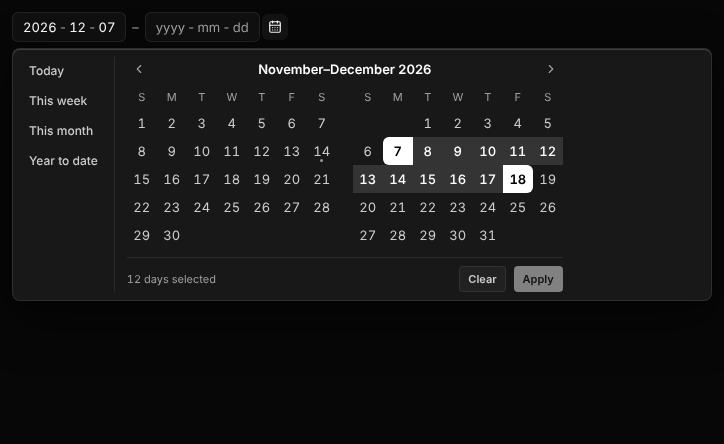 2026 - 12 - 07 – yyyy - mm - dd
Today
This week
This month
Year to date
November–December 2026
S M T W T F S
1 2 3 4 5 6 7
8 9 10 11 12 13 14
15 16 17 18 19 20 21
22 23 24 25 26 27 28
29 30
S M T W T F S
1 2 3 4 5
6 7 8 9 10 11 12
13 14 15 16 17 18 19
20 21 22 23 24 25 26
27 28 29 30 31
12 days selected
Clear Apply